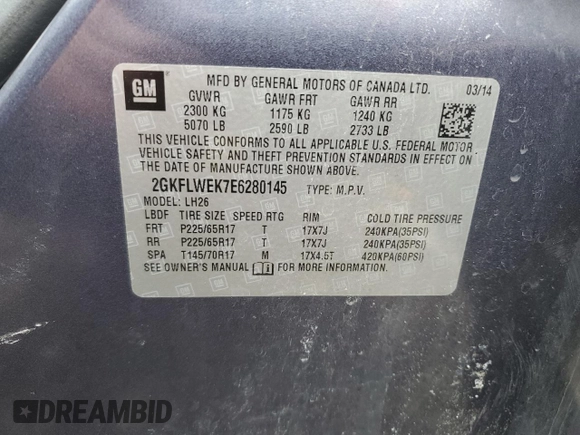 GM
MFD BY GENERAL MOTORS OF CANADA LTD. 03/14
GVWR GAWR FRT GAWR RR
2300 KG 1175 KG 1240 KG
5070 LB 2590 LB 2733 LB
THIS VEHICLE CONFORMS TO ALL APPLICABLE U.S. FEDERAL MOTOR
VEHICLE SAFETY AND THEFT PREVENTION STANDARDS IN EFFECT ON
THE DATE OF MANUFACTURE SHOWN ABOVE.
2GKFLWEK7E6280145 TYPE: M.P.V.
MODEL: LH26
LBDF TIRE SIZE SPEED RTG RIM COLD TIRE PRESSURE
FRT P225/65R17 T 17X7J 240KPA(35PSI)
RR P225/65R17 T 17X7J 240KPA(35PSI)
SPA T145/70R17 M 17X4.5T 420KPA(60PSI)
SEE OWNER'S MANUAL FOR MORE INFORMATION.
DREAMBID